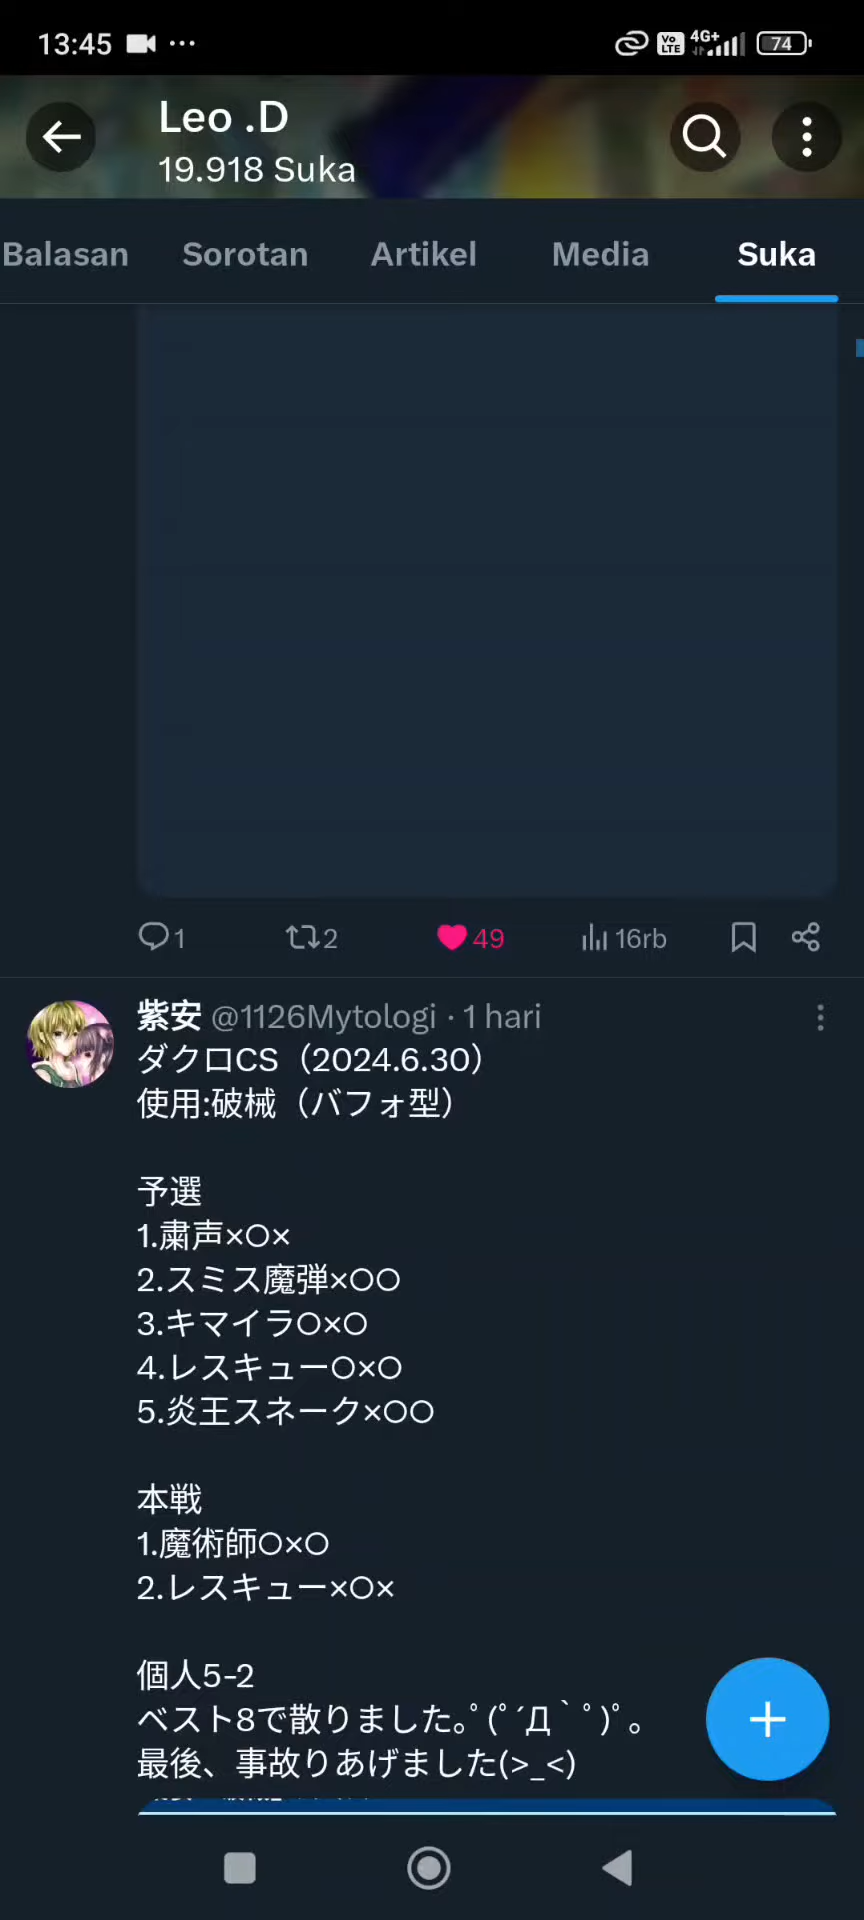 13:45 ... Vo LTE 4G+ 74
Leo .D
19.918 Suka
Balasan Sorotan Artikel Media Suka
1 2 49 16rb
紫安 @1126Mytologi · 1 hari
ダクロCS（2024.6.30）
使用:破械（バフォ型）
予選
1.粛声×○×
2.スミス魔弾×○○
3.キマイラ○×○
4.レスキュー○×○
5.炎王スネーク×○○
本戦
1.魔術師○×○
2.レスキュー×○×
個人5-2
ベスト8で散りました。ﾟ(ﾟ´Д｀ﾟ)ﾟ。
最後、事故りあげました(>_<)